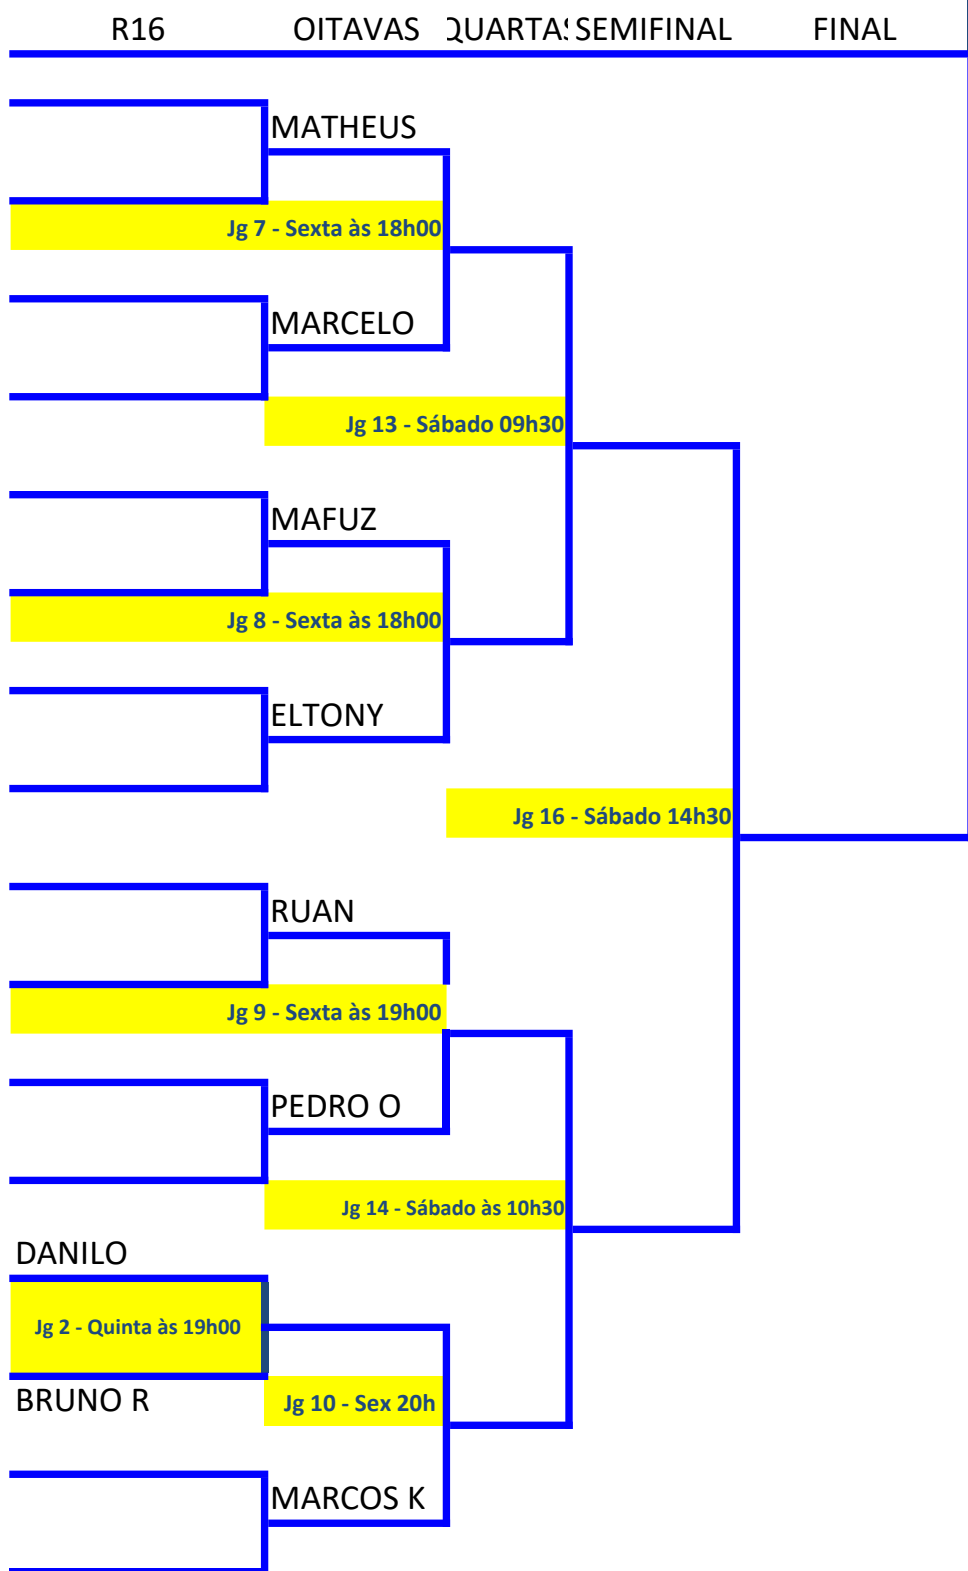 R16 OITAVAS QUARTAS SEMIFINAL FINAL
MATHEUS
Jg 7 - Sexta às 18h00
MARCELO
Jg 13 - Sábado 09h30
MAFUZ
Jg 8 - Sexta às 18h00
ELTONY
Jg 16 - Sábado 14h30
RUAN
Jg 9 - Sexta às 19h00
PEDRO O
Jg 14 - Sábado às 10h30
DANILO
Jg 2 - Quinta às 19h00
BRUNO R
Jg 10 - Sex 20h
MARCOS K